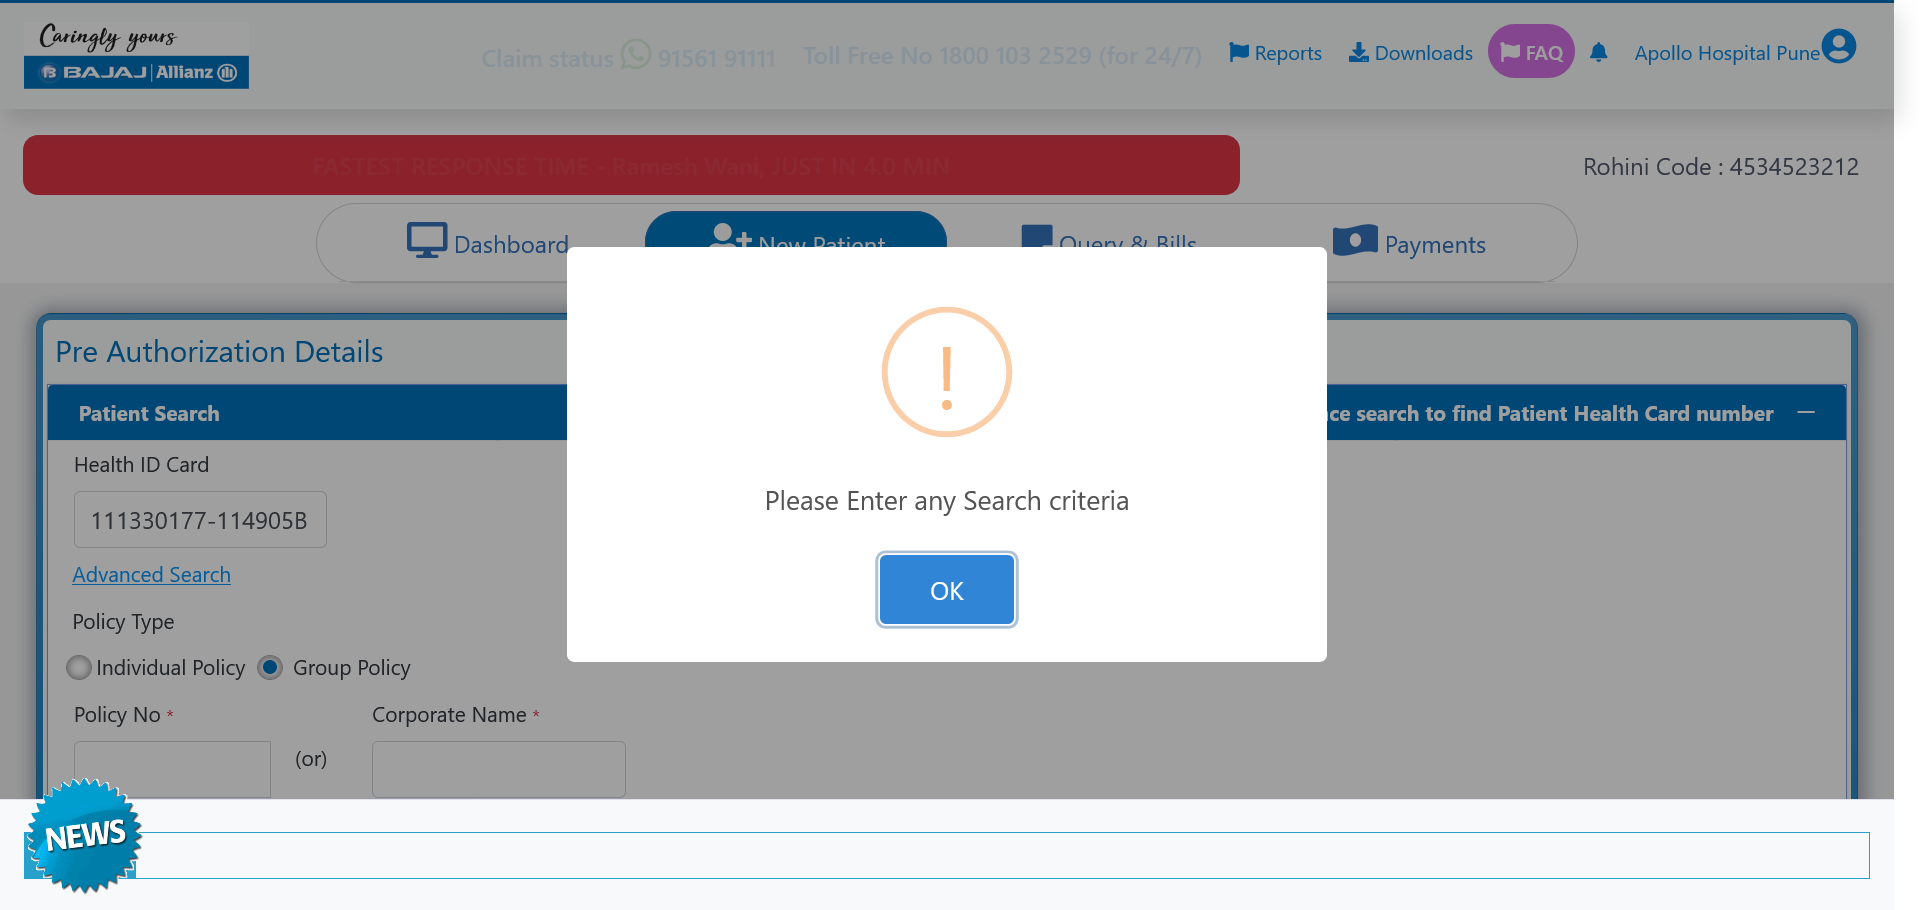 Caringly yours
BAJAJ | Allianz
Claim status 91561 91111
Toll Free No 1800 103 2529 (for 24/7)
Reports
Downloads
FAQ
Apollo Hospital Pune
FASTEST RESPONSE TIME - Ramesh Wani, JUST IN 4.0 MIN
Rohini Code : 4534523212
Dashboard
New Patient
Query & Bills
Payments
Pre Authorization Details
Patient Search
search to find Patient Health Card number
Health ID Card
111330177-114905B
Advanced Search
Policy Type
Individual Policy
Group Policy
Policy No *
(or)
Corporate Name *
Please Enter any Search criteria
OK
NEWS